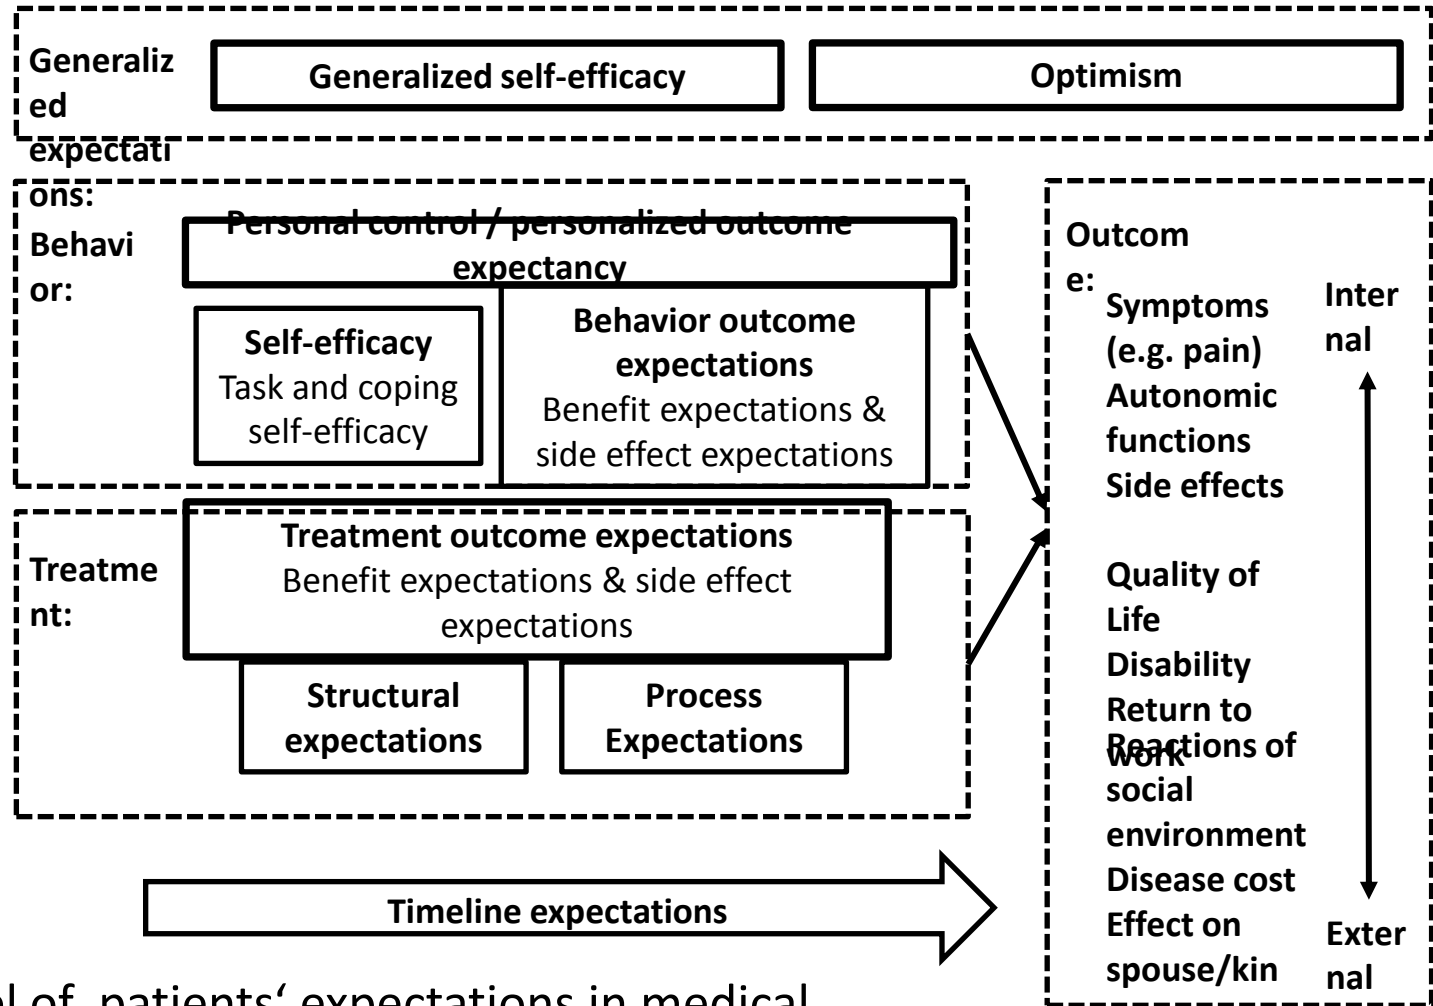 Generaliz
ed
expectati
ons:
Generalized self-efficacy
Optimism
Behavi
or:
Personal control / personalized outcome
expectancy
Self-efficacy
Task and coping
self-efficacy
Behavior outcome
expectations
Benefit expectations &
side effect expectations
Treatme
nt:
Treatment outcome expectations
Benefit expectations & side effect
expectations
Structural
expectations
Process
Expectations
Timeline expectations
Outcom
e:
Symptoms
(e.g. pain)
Autonomic
functions
Side effects
Quality of
Life
Disability
Return to
work
Reactions of
social
environment
Disease cost
Effect on
spouse/kin
Inter
nal
Exter
nal
of patients‘ expectations in medical